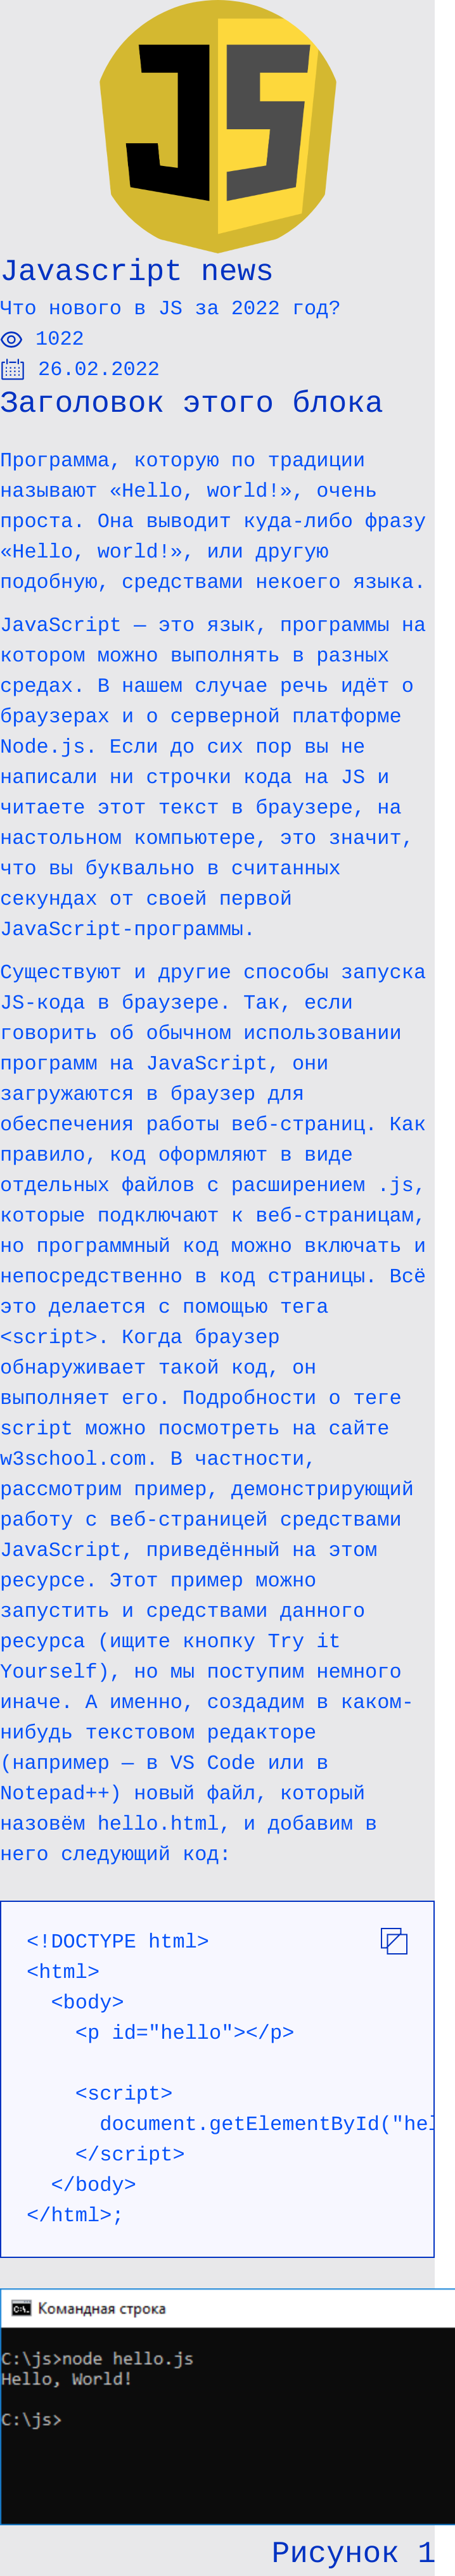 JS
Javascript news
Что нового в JS за 2022 год?
1022
26.02.2022
Заголовок этого блока
Программа, которую по традиции
называют «Hello, world!», очень
проста. Она выводит куда-либо фразу
«Hello, world!», или другую
подобную, средствами некоего языка.
JavaScript — это язык, программы на
котором можно выполнять в разных
средах. В нашем случае речь идёт о
браузерах и о серверной платформе
Node.js. Если до сих пор вы не
написали ни строчки кода на JS и
читаете этот текст в браузере, на
настольном компьютере, это значит,
что вы буквально в считанных
секундах от своей первой
JavaScript-программы.
Существуют и другие способы запуска
JS-кода в браузере. Так, если
говорить об обычном использовании
программ на JavaScript, они
загружаются в браузер для
обеспечения работы веб-страниц. Как
правило, код оформляют в виде
отдельных файлов с расширением .js,
которые подключают к веб-страницам,
но программный код можно включать и
непосредственно в код страницы. Всё
это делается с помощью тега
<script>. Когда браузер
обнаруживает такой код, он
выполняет его. Подробности о теге
script можно посмотреть на сайте
w3school.com. В частности,
рассмотрим пример, демонстрирующий
работу с веб-страницей средствами
JavaScript, приведённый на этом
ресурсе. Этот пример можно
запустить и средствами данного
ресурса (ищите кнопку Try it
Yourself), но мы поступим немного
иначе. А именно, создадим в каком-
нибудь текстовом редакторе
(например — в VS Code или в
Notepad++) новый файл, который
назовём hello.html, и добавим в
него следующий код:
<!DOCTYPE html>
<html>
  <body>
    <p id="hello"></p>
    <script>
      document.getElementById("hel
    </script>
  </body>
</html>;
Командная строка
C:\js>node hello.js
Hello, World!
C:\js>
Рисунок 1